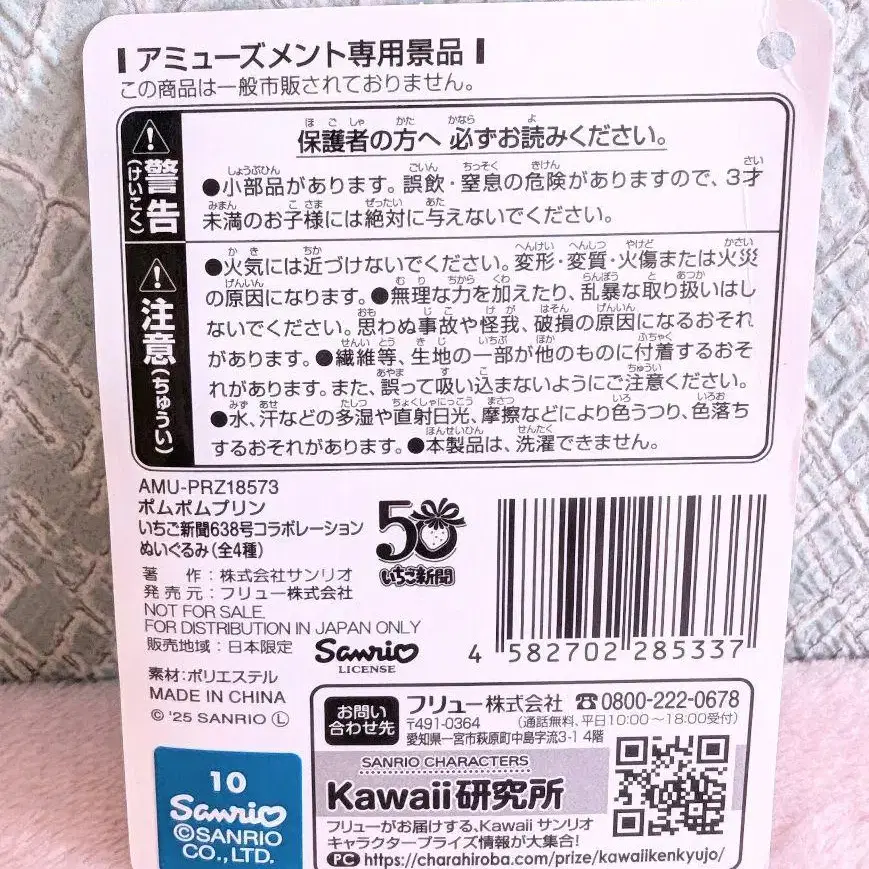 アミューズメント専用景品
この商品は一般市販されておりません。
保護者の方へ 必ずお読みください。
警告(けいこく)
●小部品があります。誤飲・窒息の危険がありますので、3才
未満のお子様には絶対に与えないでください。
注意(ちゅうい)
●火気には近づけないでください。変形・変質・火傷または火災
の原因になります。●無理な力を加えたり、乱暴な取り扱いはし
ないでください。思わぬ事故や怪我、破損の原因になるおそれ
があります。●繊維等、生地の一部が他のものに付着するおそ
れがあります。また、誤って吸い込まないようにご注意ください。
●水、汗などの多湿や直射日光、摩擦などにより色うつり、色落ち
するおそれがあります。●本製品は、洗濯できません。
AMU-PRZ18573
ポムポムプリン
いちご新聞638号コラボレーション
ぬいぐるみ(全4種)
著 作:株式会社サンリオ
発売元:フリュー株式会社
NOT FOR SALE.
FOR DISTRIBUTION IN JAPAN ONLY
販売地域:日本限定
素材:ポリエステル
MADE IN CHINA
© '25 SANRIO Ⓛ
50
いちご新聞
Sanrio
LICENSE
4 582702 285337
お問い
合わせ先
フリュー株式会社 ☎0800-222-0678
〒491-0364 (通話無料、平日10:00~18:00受付)
愛知県一宮市萩原町中島字流3-1 4階
SANRIO CHARACTERS
Kawaii研究所
フリューがお届けする、Kawaii サンリオ
キャラクタープライズ情報が大集合!
PC https://charahiroba.com/prize/kawaiikenkyujo/
10
Sanrio
©SANRIO
CO., LTD.